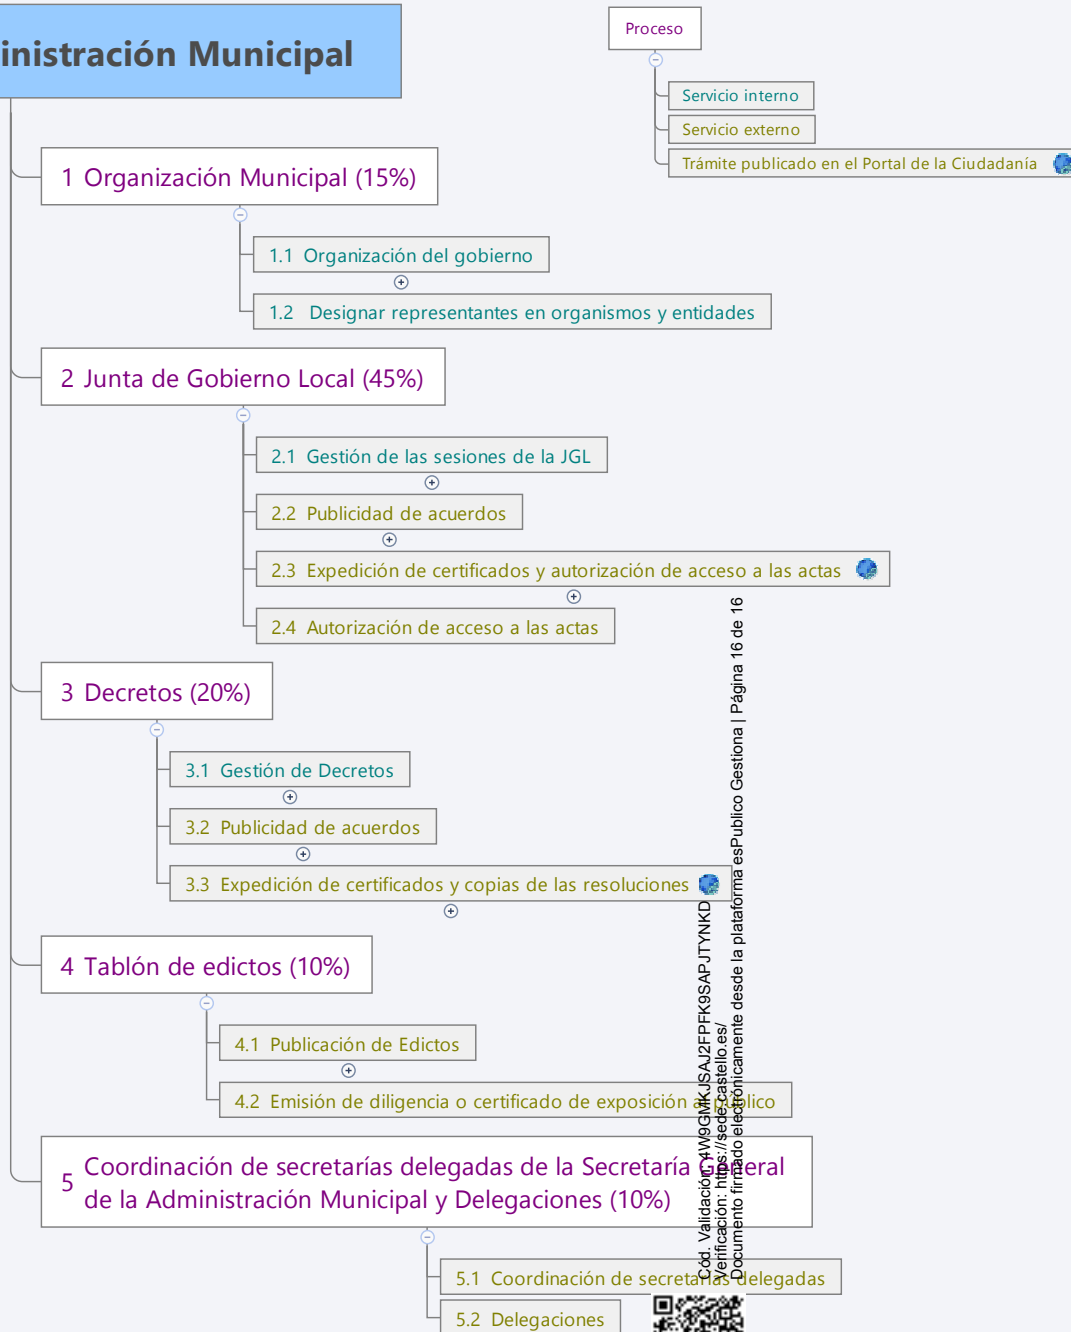 inistración Municipal
Proceso
Servicio interno
Servicio externo
Trámite publicado en el Portal de la Ciudadanía
1 Organización Municipal (15%)
1.1 Organización del gobierno
1.2 Designar representantes en organismos y entidades
2 Junta de Gobierno Local (45%)
2.1 Gestión de las sesiones de la JGL
2.2 Publicidad de acuerdos
2.3 Expedición de certificados y autorización de acceso a las actas
2.4 Autorización de acceso a las actas
3 Decretos (20%)
3.1 Gestión de Decretos
3.2 Publicidad de acuerdos
3.3 Expedición de certificados y copias de las resoluciones
4 Tablón de edictos (10%)
4.1 Publicación de Edictos
4.2 Emisión de diligencia o certificado de exposición al público
5 Coordinación de secretarías delegadas de la Secretaría General
de la Administración Municipal y Delegaciones (10%)
5.1 Coordinación de secretarías delegadas
5.2 Delegaciones
Cód. Validación: 4W9GMKJSAJ2FPFK9SAPJTYNKD
Verificación: https://sede.castello.es/
Documento firmado electrónicamente desde la plataforma esPublico Gestiona | Página 16 de 16